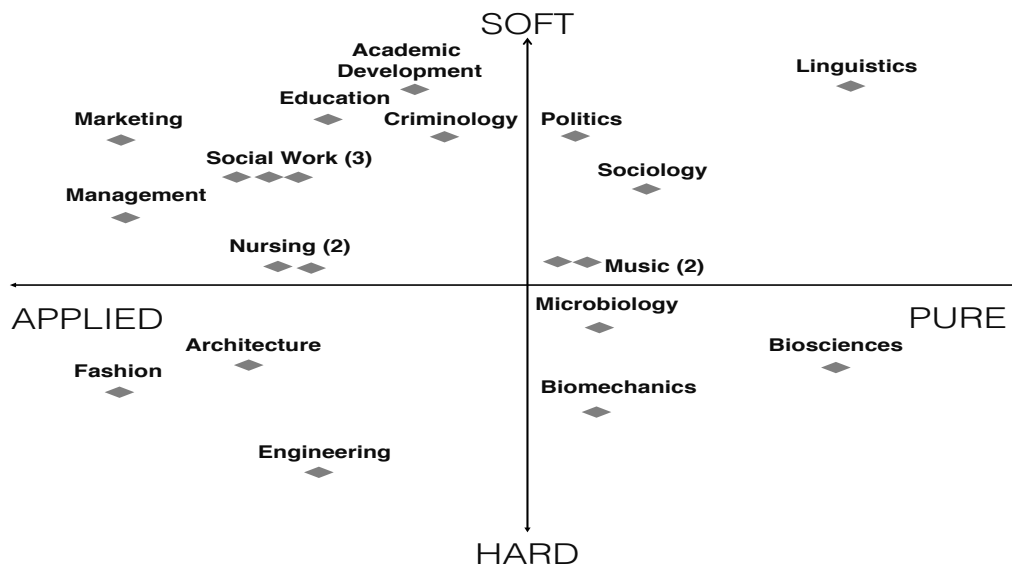 SOFT
Academic
Development
Linguistics
Education
Marketing
Criminology
Politics
Social Work (3)
Sociology
Management
Nursing (2)
Music (2)
Microbiology
APPLIED
PURE
Architecture
Biosciences
Fashion
Biomechanics
Engineering
HARD